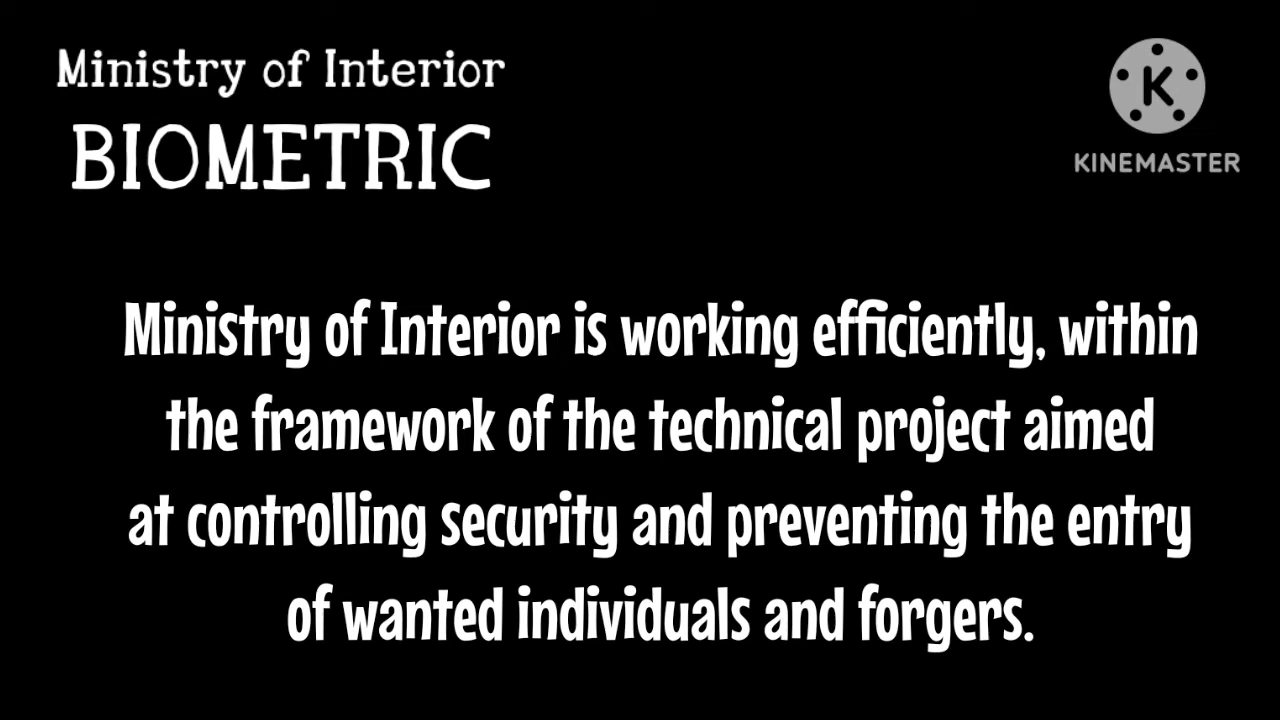 Ministry of Interior
BIOMETRIC
K
KINEMASTER
Ministry of Interior is working efficiently, within
the framework of the technical project aimed
at controlling security and preventing the entry
of wanted individuals and forgers.